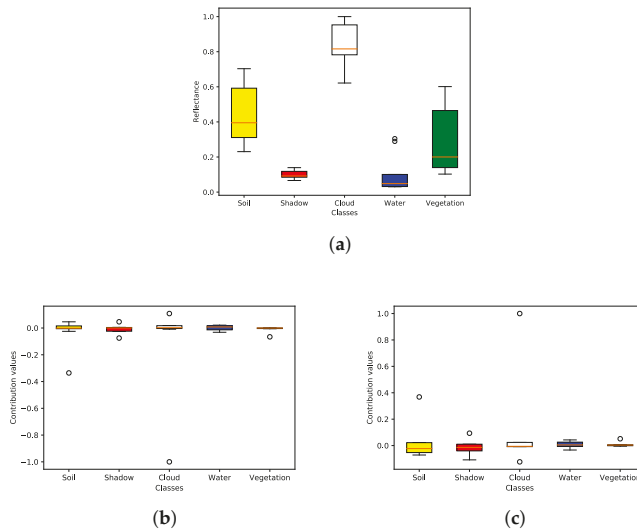 1.0
0.8
0.6
0.4
0.2
0.0
Reflectance
Soil Shadow Cloud Water Vegetation
Classes
(a)
0.0
−0.2
−0.4
−0.6
−0.8
−1.0
Contribution values
Soil Shadow Cloud Water Vegetation
Classes
(b)
1.0
0.8
0.6
0.4
0.2
0.0
Contribution values
Soil Shadow Cloud Water Vegetation
Classes
(c)